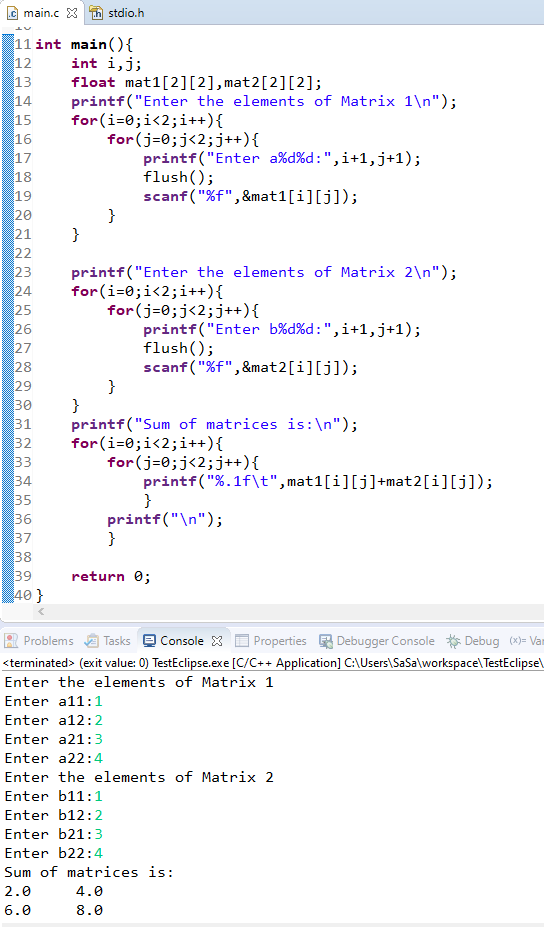 main.c stdio.h
10
11 int main(){
12     int i,j;
13     float mat1[2][2],mat2[2][2];
14     printf("Enter the elements of Matrix 1\n");
15     for(i=0;i<2;i++){
16         for(j=0;j<2;j++){
17             printf("Enter a%d%d:",i+1,j+1);
18             flush();
19             scanf("%f",&mat1[i][j]);
20         }
21     }
22
23     printf("Enter the elements of Matrix 2\n");
24     for(i=0;i<2;i++){
25         for(j=0;j<2;j++){
26             printf("Enter b%d%d:",i+1,j+1);
27             flush();
28             scanf("%f",&mat2[i][j]);
29         }
30     }
31     printf("Sum of matrices is:\n");
32     for(i=0;i<2;i++){
33         for(j=0;j<2;j++){
34             printf("%.1f\t",mat1[i][j]+mat2[i][j]);
35             }
36         printf("\n");
37         }
38
39     return 0;
40 }
Problems Tasks Console Properties Debugger Console Debug (x)= Var
<terminated> (exit value: 0) TestEclipse.exe [C/C++ Application] C:\Users\SaSa\workspace\TestEclipse\
Enter the elements of Matrix 1
Enter a11:1
Enter a12:2
Enter a21:3
Enter a22:4
Enter the elements of Matrix 2
Enter b11:1
Enter b12:2
Enter b21:3
Enter b22:4
Sum of matrices is:
2.0     4.0
6.0     8.0